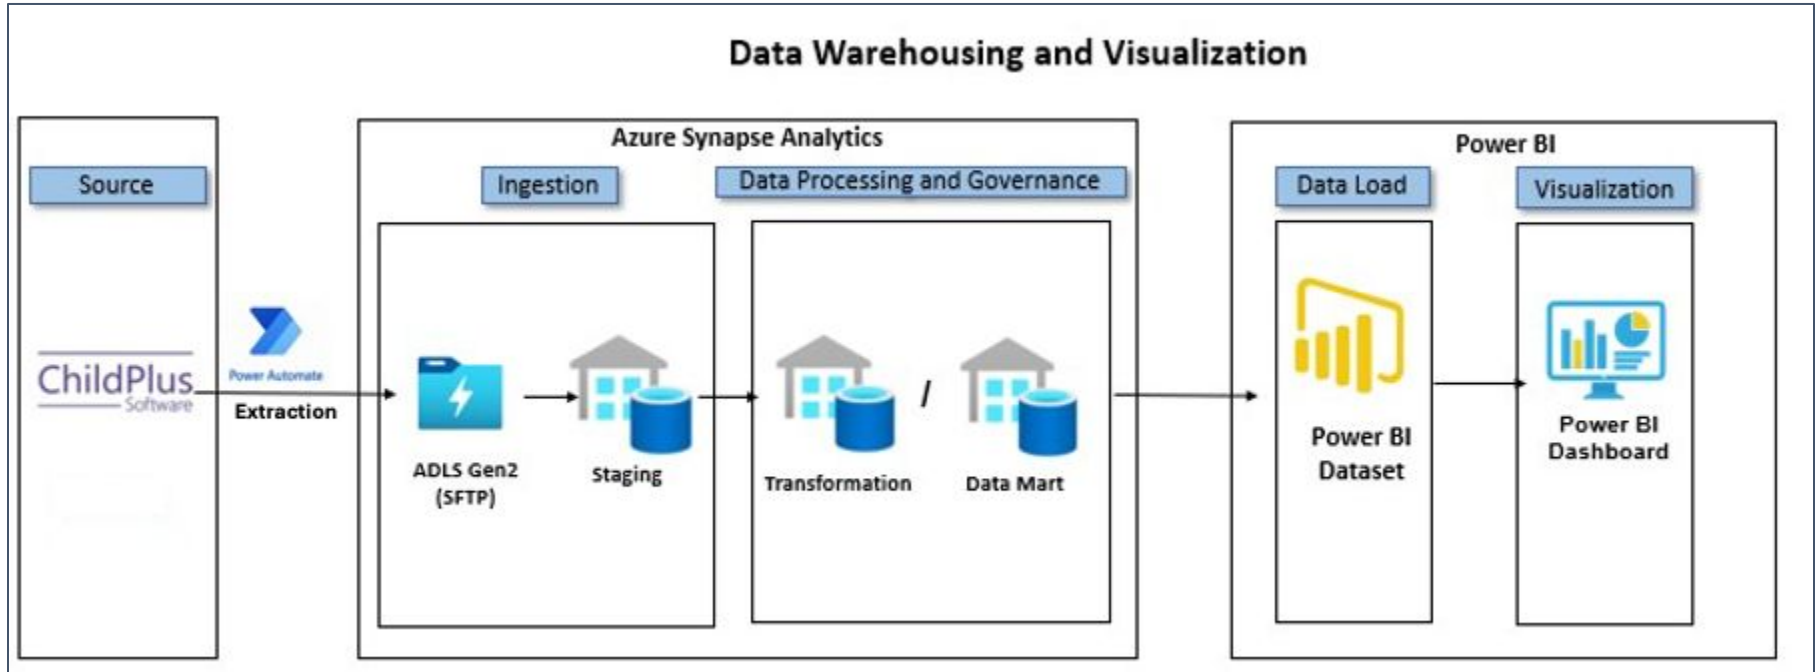 Data Warehousing and Visualization
Source
ChildPlus
Software
Power Automate
Extraction
Azure Synapse Analytics
Ingestion
ADLS Gen2
(SFTP)
Staging
Data Processing and Governance
Transformation
/
Data Mart
Power BI
Data Load
Power BI
Dataset
Visualization
Power BI
Dashboard